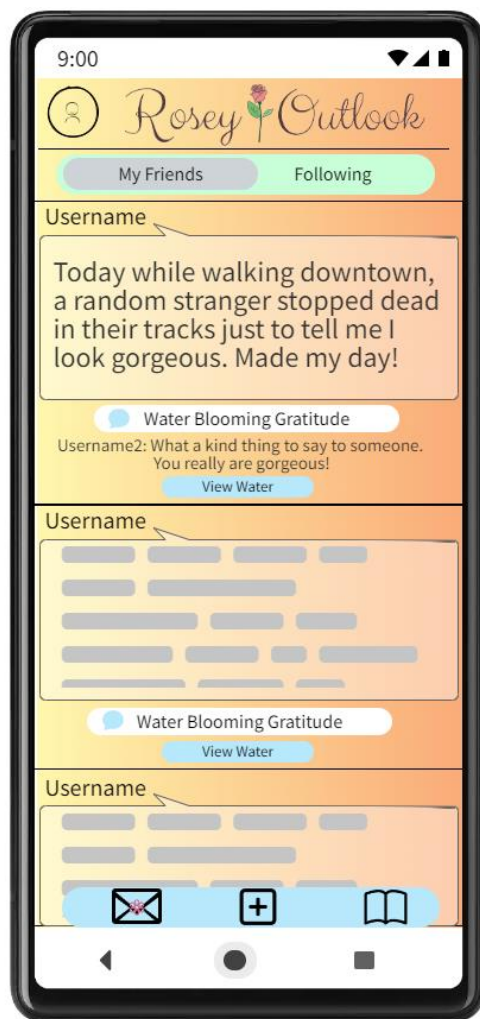 9:00
Rosey Outlook
My Friends
Following
Username
Today while walking downtown,
a random stranger stopped dead
in their tracks just to tell me I
look gorgeous. Made my day!
Water Blooming Gratitude
Username2: What a kind thing to say to someone.
You really are gorgeous!
View Water
Username
Water Blooming Gratitude
View Water
Username